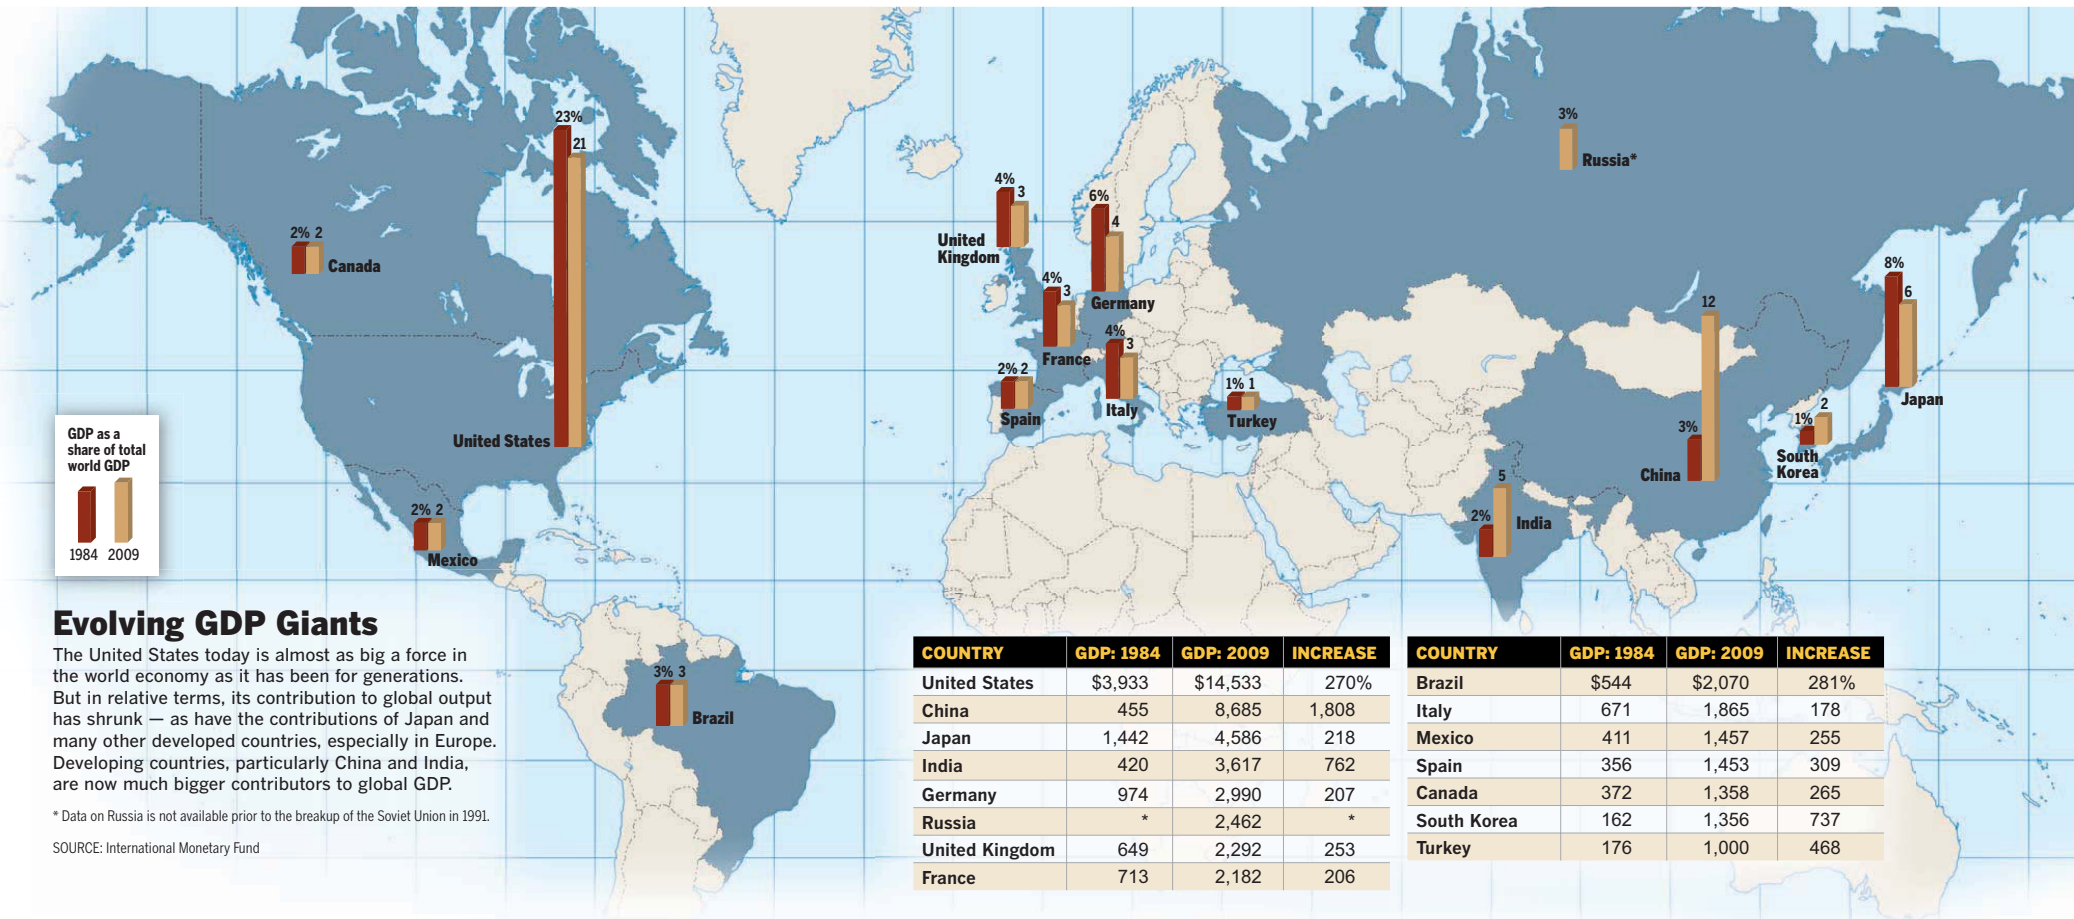 23%
21
Canada
2% 2
United States
2% 2
Mexico
3% 3
Brazil
4%
3
United
Kingdom
6%
4
Germany
4%
3
France
4%
3
Italy
2% 2
Spain
1% 1
Turkey
3%
Russia*
12
3%
China
5
2%
India
8%
6
Japan
2
1%
South
Korea
GDP as a
share of total
world GDP
1984 2009
Evolving GDP Giants
The United States today is almost as big a force in
the world economy as it has been for generations.
But in relative terms, its contribution to global output
has shrunk — as have the contributions of Japan and
many other developed countries, especially in Europe.
Developing countries, particularly China and India,
are now much bigger contributors to global GDP.
* Data on Russia is not available prior to the breakup of the Soviet Union in 1991.
SOURCE: International Monetary Fund
COUNTRY GDP: 1984 GDP: 2009 INCREASE
United States $3,933 $14,533 270%
China 455 8,685 1,808
Japan 1,442 4,586 218
India 420 3,617 762
Germany 974 2,990 207
Russia * 2,462 *
United Kingdom 649 2,292 253
France 713 2,182 206
COUNTRY GDP: 1984 GDP: 2009 INCREASE
Brazil $544 $2,070 281%
Italy 671 1,865 178
Mexico 411 1,457 255
Spain 356 1,453 309
Canada 372 1,358 265
South Korea 162 1,356 737
Turkey 176 1,000 468